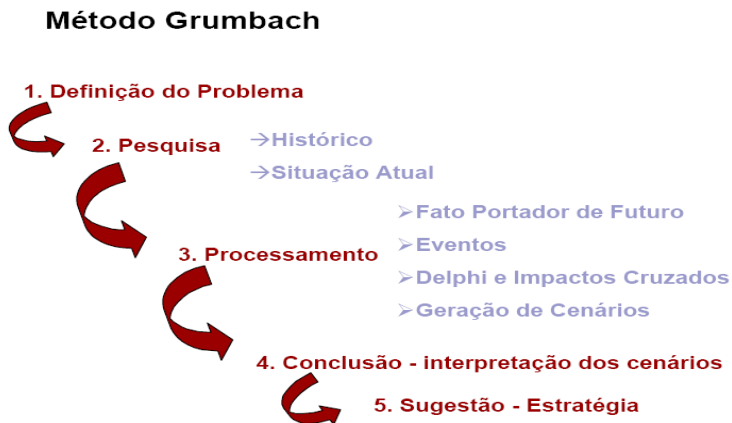 Método Grumbach
1. Definição do Problema
2. Pesquisa
→Histórico
→Situação Atual
3. Processamento
➢Fato Portador de Futuro
➢Eventos
➢Delphi e Impactos Cruzados
➢Geração de Cenários
4. Conclusão - interpretação dos cenários
5. Sugestão - Estratégia